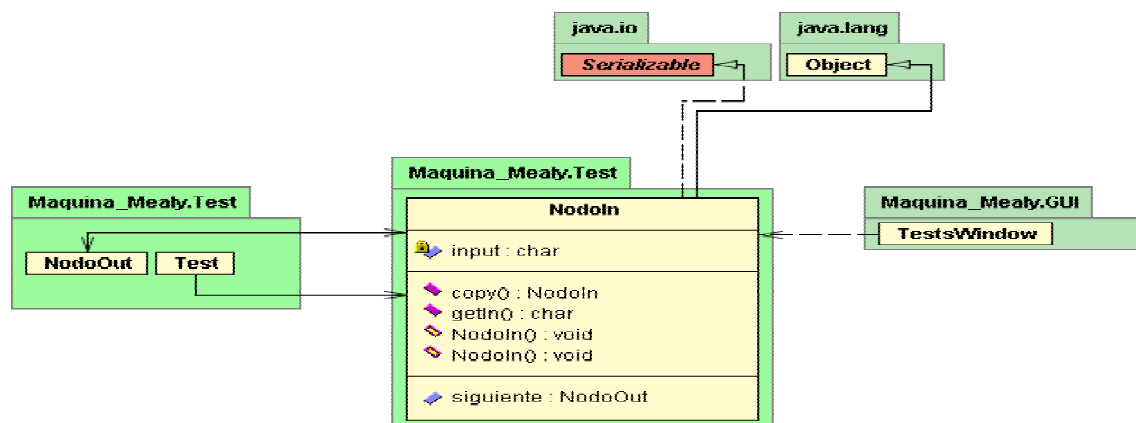 java.io
java.lang
Serializable
Object
Maquina_Mealy.Test
Maquina_Mealy.Test
Maquina_Mealy.GUI
NodoIn
TestsWindow
NodoOut
Test
input : char
copy() : NodoIn
getIn() : char
NodoIn() : void
NodoIn() : void
siguiente : NodoOut